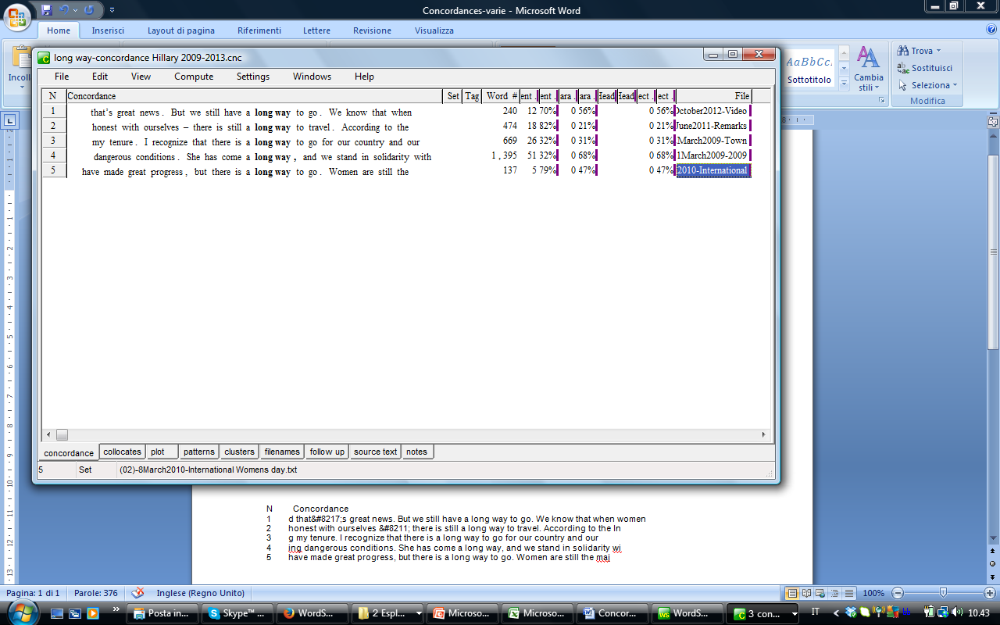 Concordances-varie - Microsoft Word
Home Inserisci Layout di pagina Riferimenti Lettere Revisione Visualizza
Incoll
AaBbCc
Sottotitolo
Cambia stili
Trova
Sostituisci
Seleziona
Modifica
long way-concordance Hillary 2009-2013.cnc
File Edit View Compute Settings Windows Help
N Concordance Set Tag Word # ent . ent . ara . ara . Head Head ect . ect . File
1 that’s great news . But we still have a long way to go . We know that when 240 12 70% 0 56% 0 56% October2012-Video
2 honest with ourselves – there is still a long way to travel . According to the 474 18 82% 0 21% 0 21% June2011-Remarks
3 my tenure . I recognize that there is a long way to go for our country and our 669 26 32% 0 31% 0 31% March2009-Town
4 dangerous conditions . She has come a long way , and we stand in solidarity with 1 , 395 51 32% 0 68% 0 68% 1March2009-2009
5 have made great progress , but there is a long way to go . Women are still the 137 5 79% 0 47% 0 47% 2010-International
concordance collocates plot patterns clusters filenames follow up source text notes
5 Set (02)-8March2010-International Womens day.txt
N Concordance
1 d that&#8217;s great news. But we still have a long way to go. We know that when women
2 honest with ourselves &#8211; there is still a long way to travel. According to the In
3 g my tenure. I recognize that there is a long way to go for our country and our
4 ing dangerous conditions. She has come a long way, and we stand in solidarity wi
5 have made great progress, but there is a long way to go. Women are still the maj
Pagina: 1 di 1 Parole: 376 Inglese (Regno Unito) 100%
Posta in... Skype™ ... WordS... 2 Espl... Microso... Microso... Concor... WordS... 3 con... IT 10.43